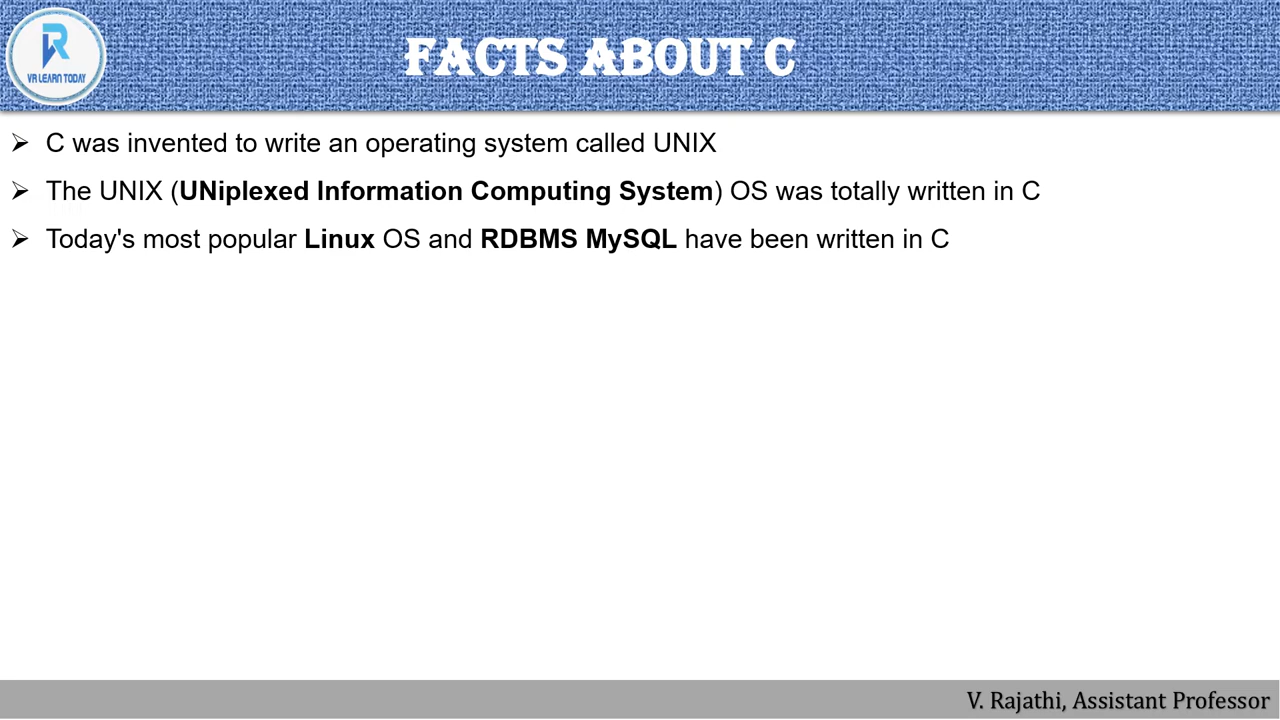 VR LEARN TODAY
FACTS ABOUT C
➢ C was invented to write an operating system called UNIX
➢ The UNIX (UNiplexed Information Computing System) OS was totally written in C
➢ Today's most popular Linux OS and RDBMS MySQL have been written in C
V. Rajathi, Assistant Professor